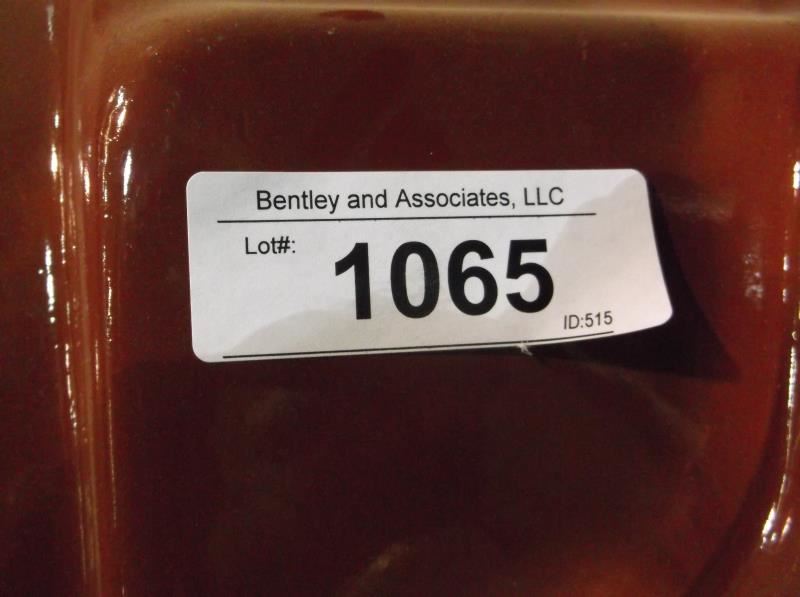 Bentley and Associates, LLC
Lot#: 1065
ID:515